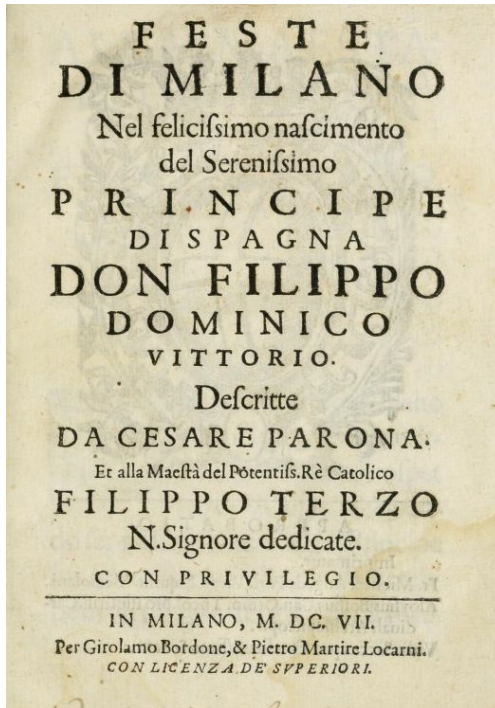 FESTE
DI MILANO
Nel feliciſſimo naſcimento
del Sereniſſimo
PRINCIPE
DI SPAGNA
DON FILIPPO
DOMINICO
VITTORIO.
Deſcritte
DA CESARE PARONA.
Et alla Maeſtà del Potentiſs. Rè Catolico
FILIPPO TERZO
N. Signore dedicate.
CON PRIVILEGIO.
IN MILANO, M. DC. VII.
Per Girolamo Bordone, & Pietro Martire Locarni.
CON LICENZA DE' SVPERIORI.